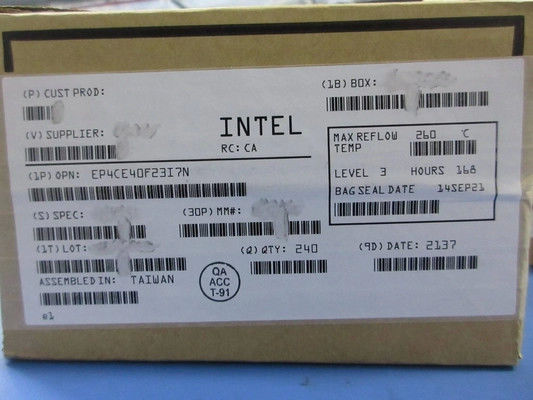 (P) CUST PROD:
(1B) BOX:
(V) SUPPLIER:
INTEL
RC: CA
MAX REFLOW TEMP 260 °C
(1P) OPN: EP4CE40F23I7N
LEVEL 3 HOURS 168
BAG SEAL DATE 14SEP21
(S) SPEC:
(30P) MM#:
(1T) LOT:
(Q) QTY: 240
(9D) DATE: 2137
ASSEMBLED IN: TAIWAN
QA
ACC
T-91
e1